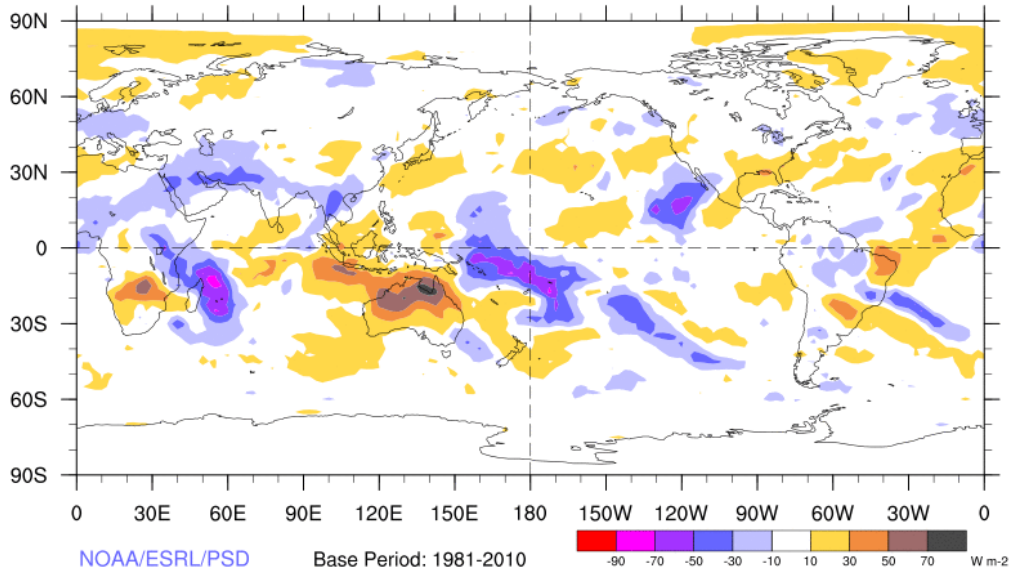 90N
60N
30N
0
30S
60S
90S
0 30E 60E 90E 120E 150E 180 150W 120W 90W 60W 30W 0
NOAA/ESRL/PSD Base Period: 1981-2010
-90 -70 -50 -30 -10 10 30 50 70 W m-2